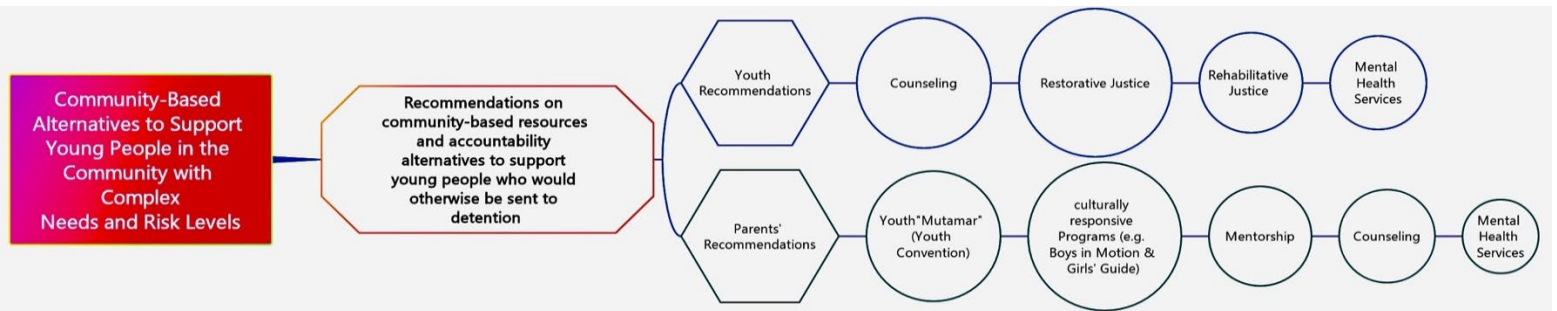 Community-Based
Alternatives to Support
Young People in the
Community with
Complex
Needs and Risk Levels
Recommendations on
community-based resources
and accountability
alternatives to support
young people who would
otherwise be sent to
detention
Youth
Recommendations
Counseling
Restorative Justice
Rehabilitative
Justice
Mental
Health
Services
Parents'
Recommendations
Youth"Mutamar"
(Youth
Convention)
culturally
responsive
Programs (e.g.
Boys in Motion &
Girls' Guide)
Mentorship
Counseling
Mental
Health
Services